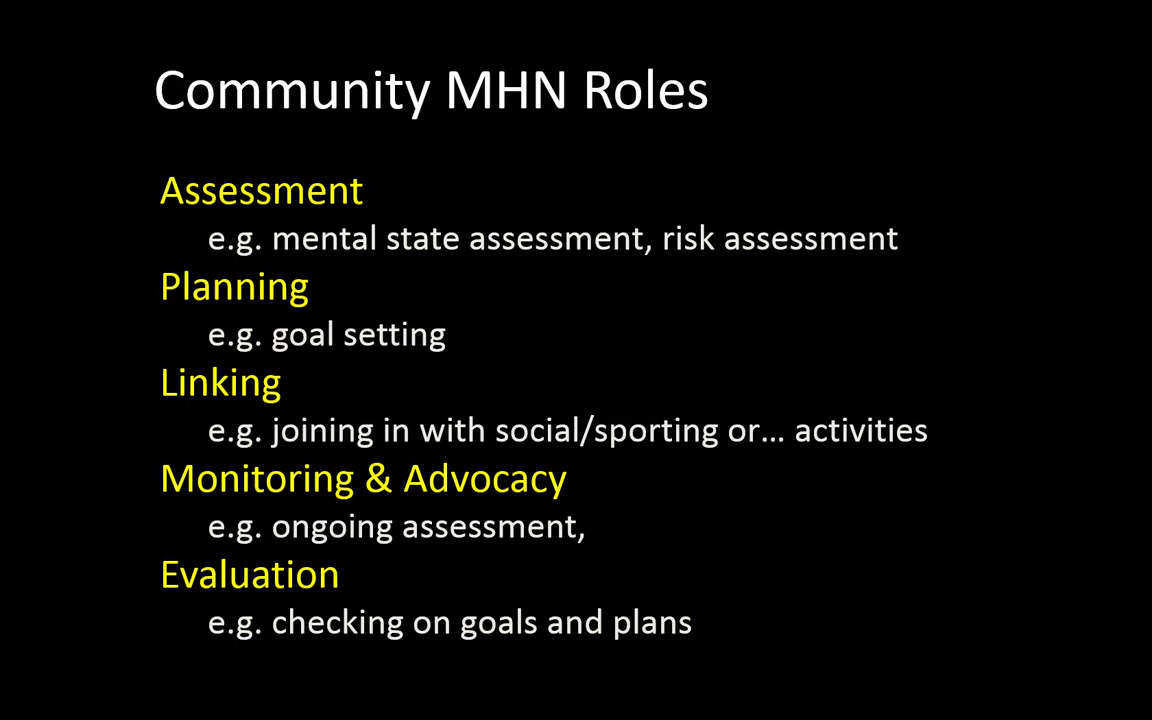 Community MHN Roles
Assessment
e.g. mental state assessment, risk assessment
Planning
e.g. goal setting
Linking
e.g. joining in with social/sporting or… activities
Monitoring & Advocacy
e.g. ongoing assessment,
Evaluation
e.g. checking on goals and plans